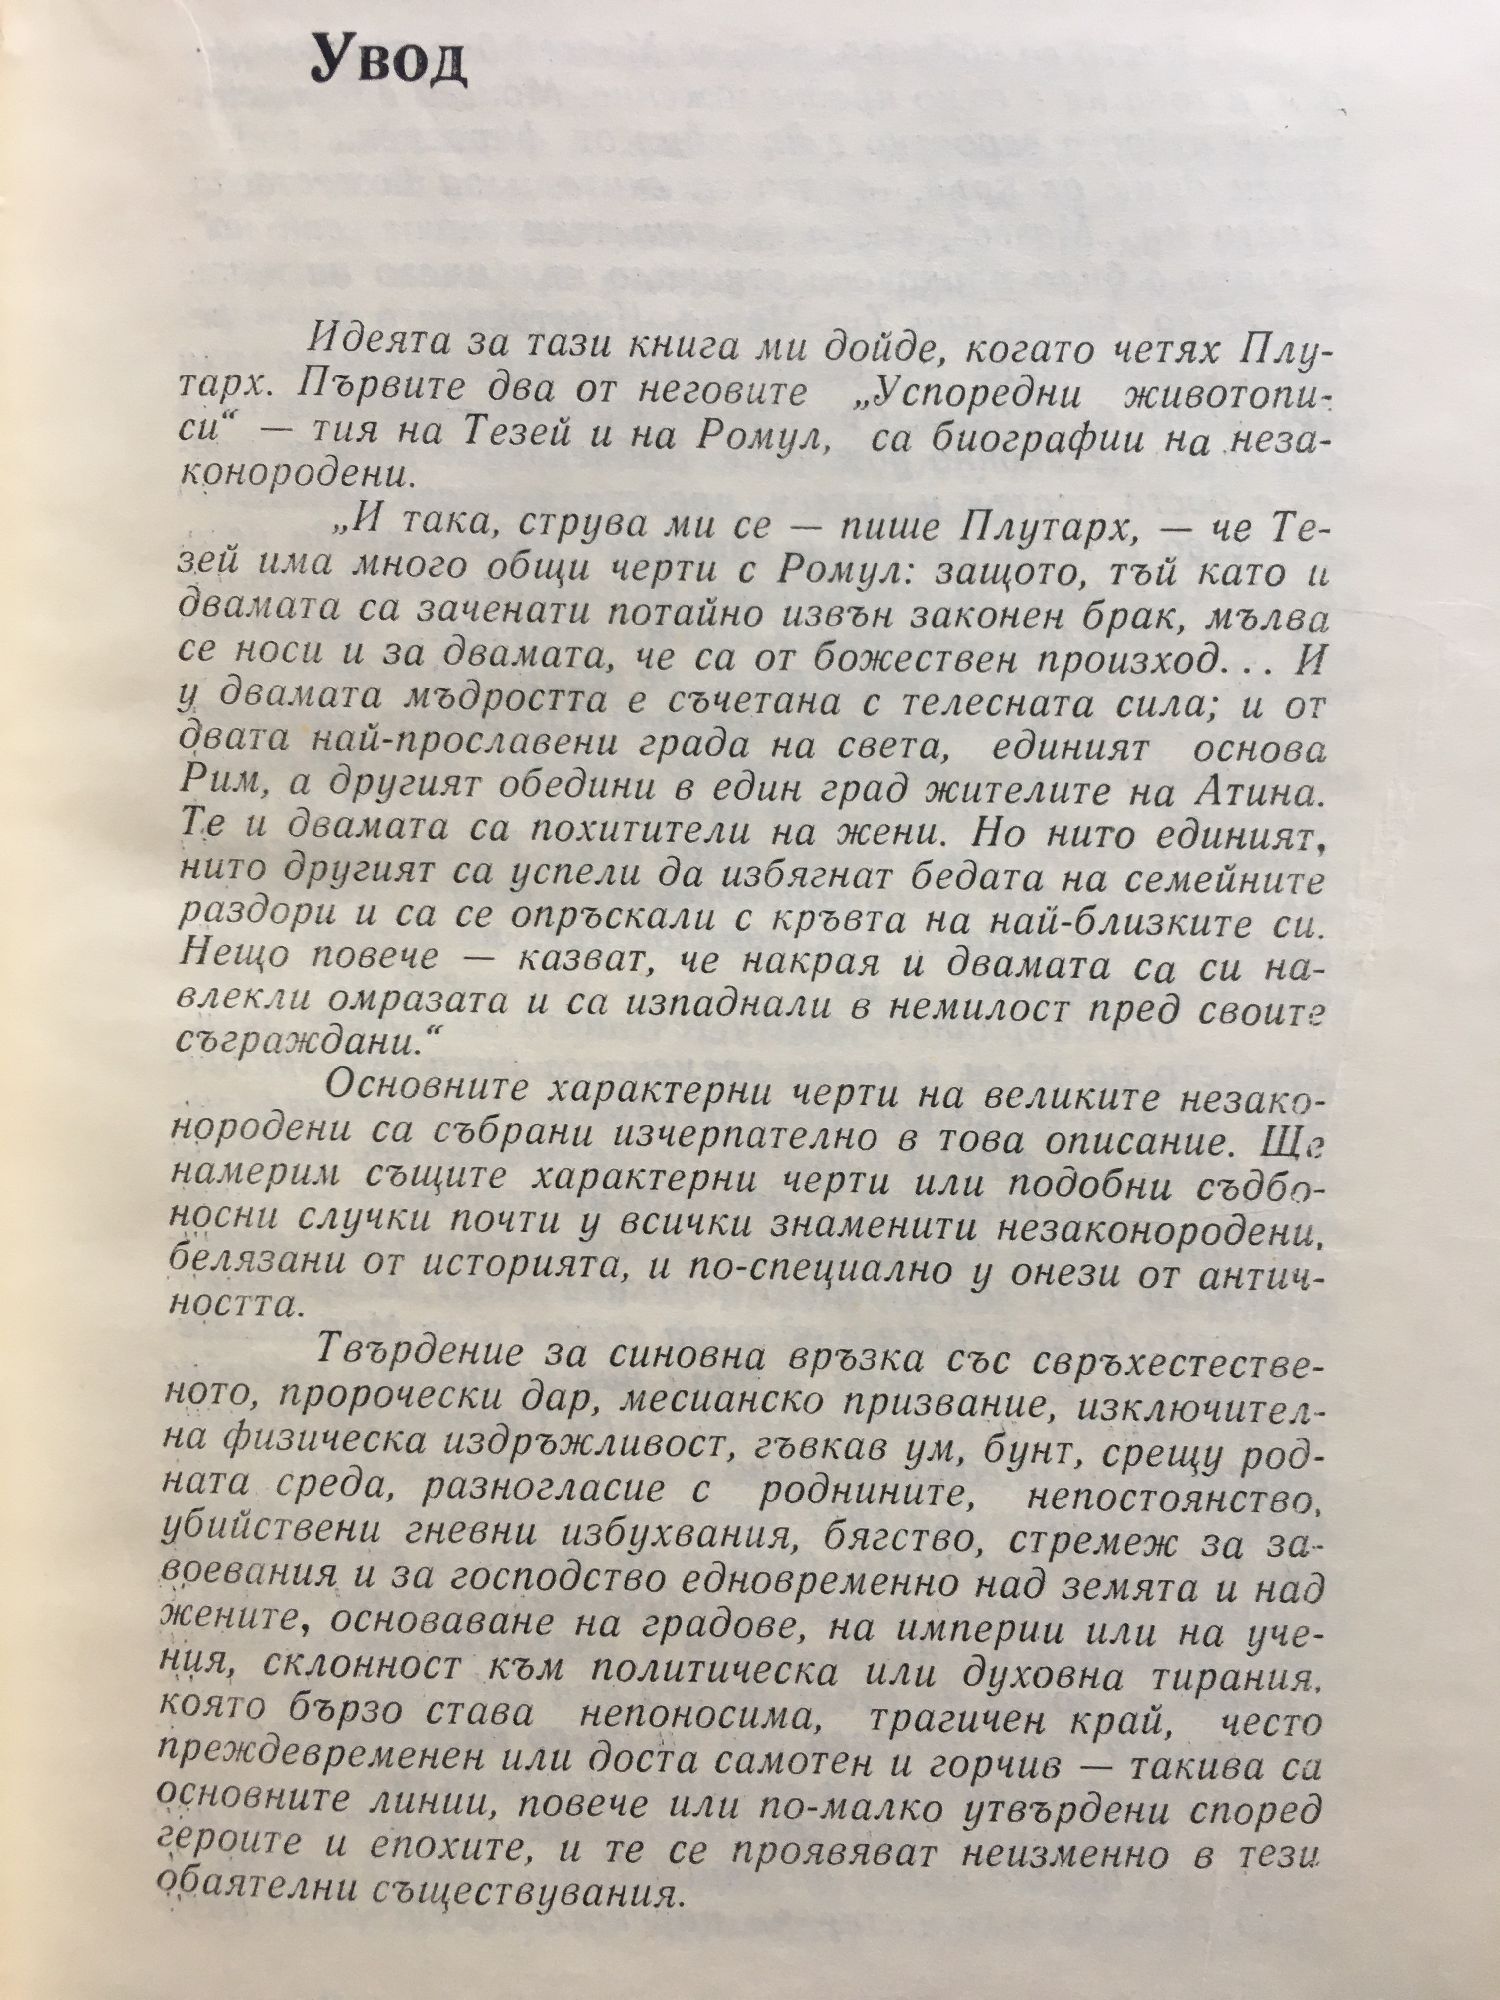 Увод
Идеята за тази книга ми дойде, когато четях Плу-
тарх. Първите два от неговите „Успоредни животопи-
си“ — тия на Тезей и на Ромул, са биографии на неза-
конородени.
„И така, струва ми се — пише Плутарх, — че Те-
зей има много общи черти с Ромул: защото, тъй като и
двамата са заченати потайно извън законен брак, мълва
се носи и за двамата, че са от божествен произход... И
у двамата мъдростта е съчетана с телесната сила; и от
двата най-прославени града на света, единият основа
Рим, а другият обедини в един град жителите на Атина.
Те и двамата са похитители на жени. Но нито единият,
нито другият са успели да избягнат бедата на семейните
раздори и са се опръскали с кръвта на най-близките си.
Нещо повече — казват, че накрая и двамата са си на-
влекли омразата и са изпаднали в немилост пред своите
съграждани.“
Основните характерни черти на великите незако-
нородени са събрани изчерпателно в това описание. Ще
намерим същите характерни черти или подобни съдбо-
носни случки почти у всички знаменити незаконородени,
белязани от историята, и по-специално у онези от антич-
ността.
Твърдение за синовна връзка със свръхестестве-
ното, пророчески дар, месианско призвание, изключител-
на физическа издръжливост, гъвкав ум, бунт, срещу род-
ната среда, разногласие с роднините, непостоянство,
убийствени гневни избухвания, бягство, стремеж за за-
воевания и за господство едновременно над земята и над
жените, основаване на градове, на империи или на уче-
ния, склонност към политическа или духовна тирания,
която бързо става непоносима, трагичен край, често
преждевременен или доста самотен и горчив — такива са
основните линии, повече или по-малко утвърдени според
героите и епохите, и те се проявяват неизменно в тези
обаятелни съществувания.